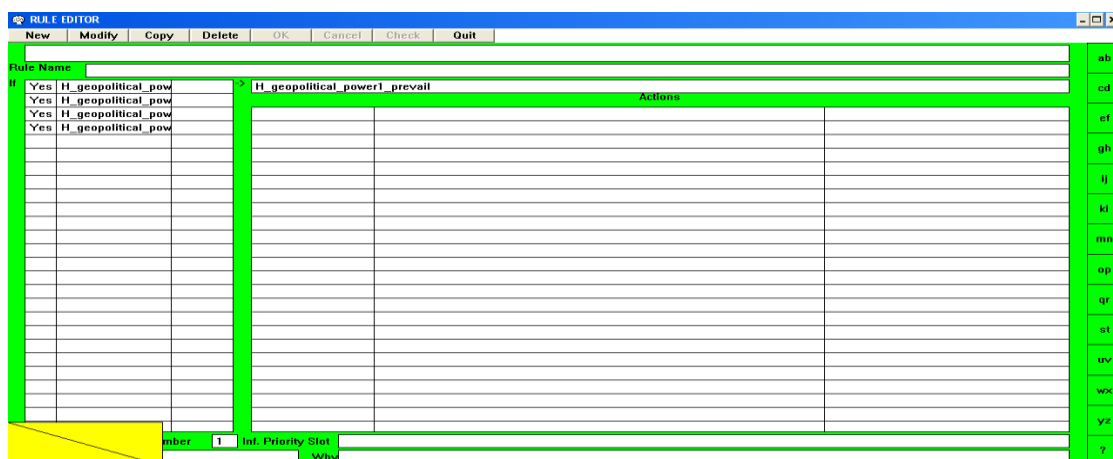 RULE EDITOR
New Modify Copy Delete OK Cancel Check Quit
Rule Name
If Yes H_geopolitical_pow -> H_geopolitical_power1_prevail
Yes H_geopolitical_pow Actions
Yes H_geopolitical_pow
Yes H_geopolitical_pow
mber 1 Inf. Priority Slot
Why
ab
cd
ef
gh
ij
kl
mn
op
qr
st
uv
wx
yz
?